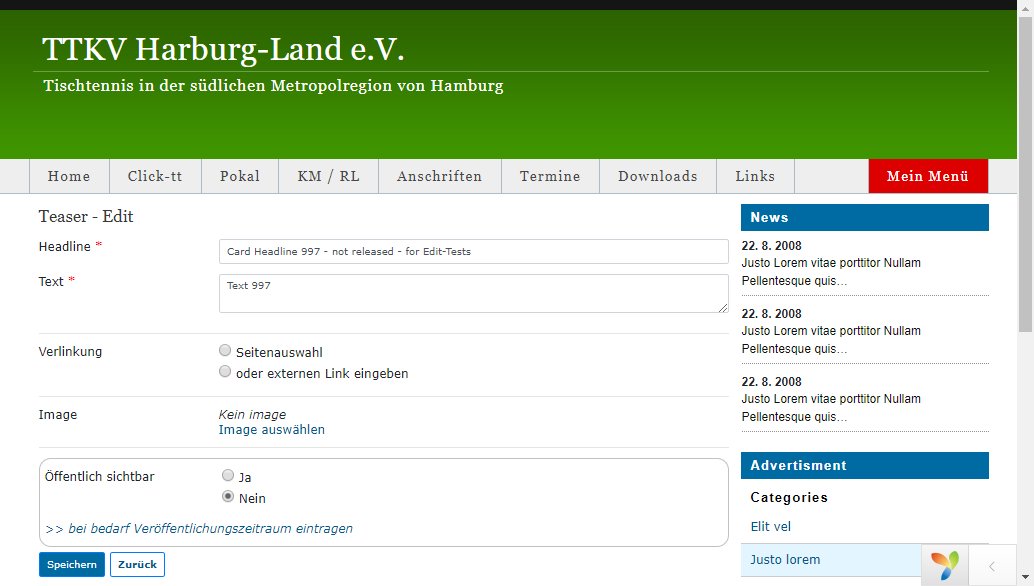 TTKV Harburg-Land e.V.
Tischtennis in der südlichen Metropolregion von Hamburg
Home Click-tt Pokal KM / RL Anschriften Termine Downloads Links Mein Menü
Teaser - Edit
Headline *
Card Headline 997 - not released - for Edit-Tests
Text *
Text 997
Verlinkung
Seitenauswahl
oder externen Link eingeben
Image
Kein image
Image auswählen
Öffentlich sichtbar
Ja
Nein
>> bei bedarf Veröffentlichungszeitraum eintragen
Speichern Zurück
News
22. 8. 2008
Justo Lorem vitae porttitor Nullam
Pellentesque quis...
22. 8. 2008
Justo Lorem vitae porttitor Nullam
Pellentesque quis...
22. 8. 2008
Justo Lorem vitae porttitor Nullam
Pellentesque quis...
Advertisment
Categories
Elit vel
Justo lorem